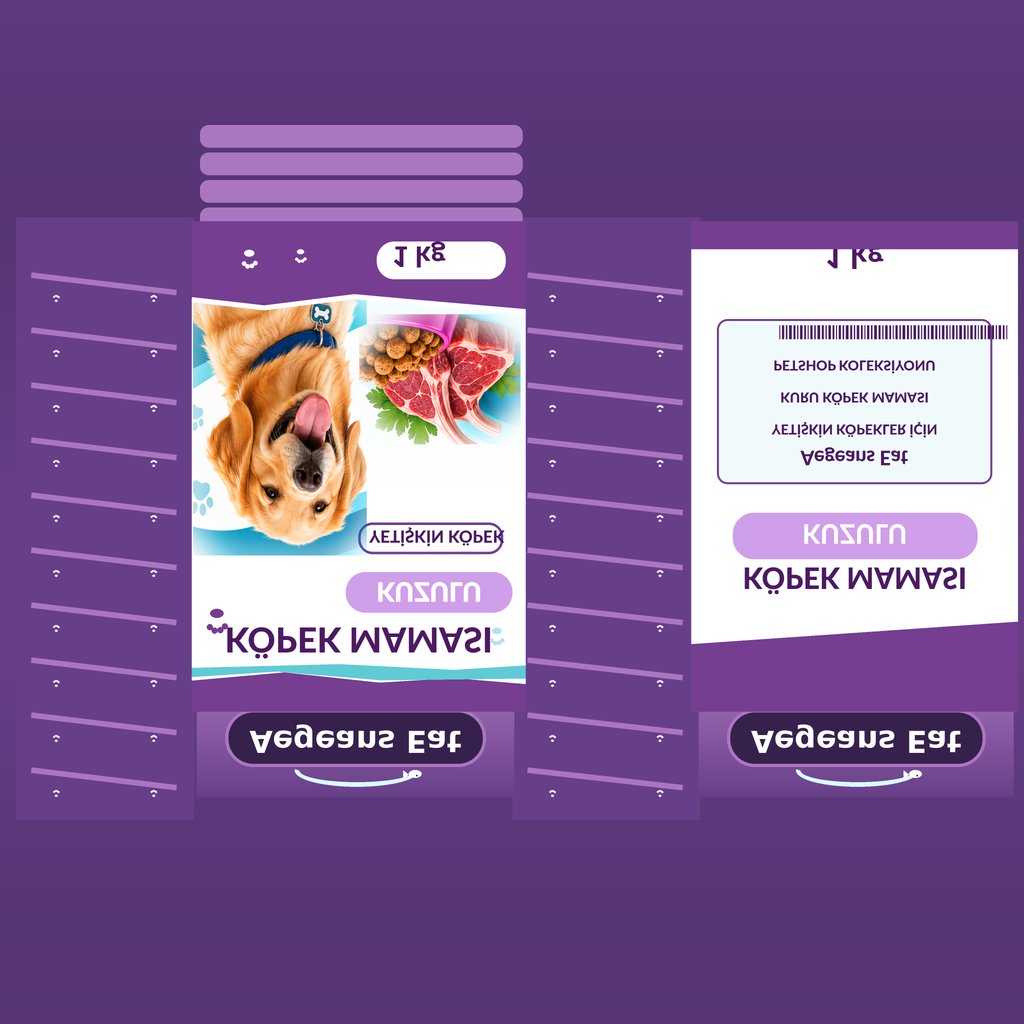 Aegeans Eat
KÖPEK MAMASI
KUZULU
YETİŞKİN KÖPEK
1 kg
Aegeans Eat
KÖPEK MAMASI
KUZULU
Aegeans Eat
YETİŞKİN KÖPEKLER İÇİN
KURU KÖPEK MAMASI
PETSHOP KOLEKSİYONU
1 kg